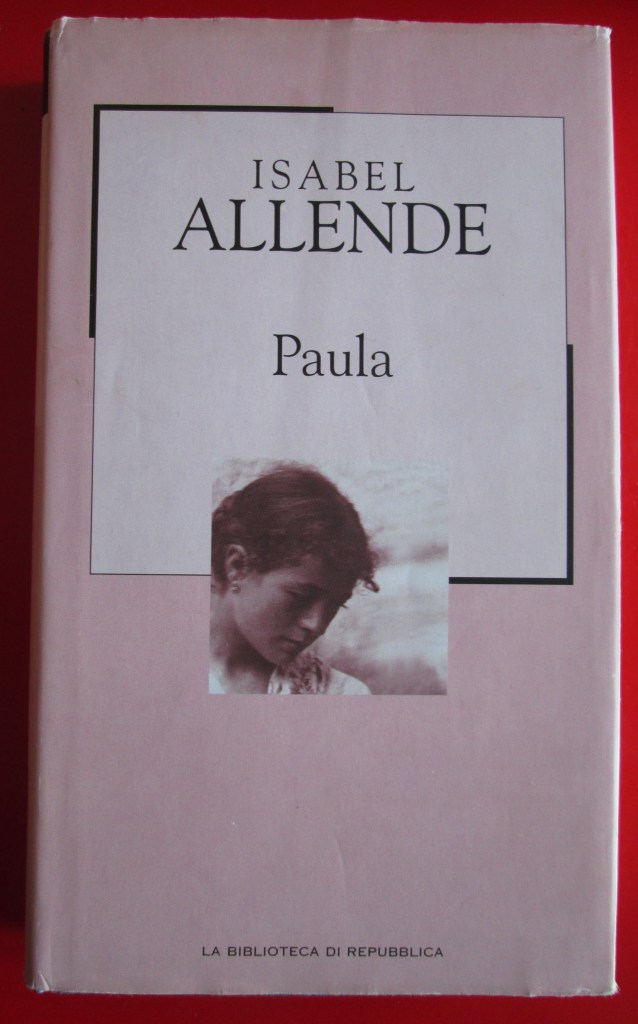 ISABEL
ALLENDE
Paula
LA BIBLIOTECA DI REPUBBLICA